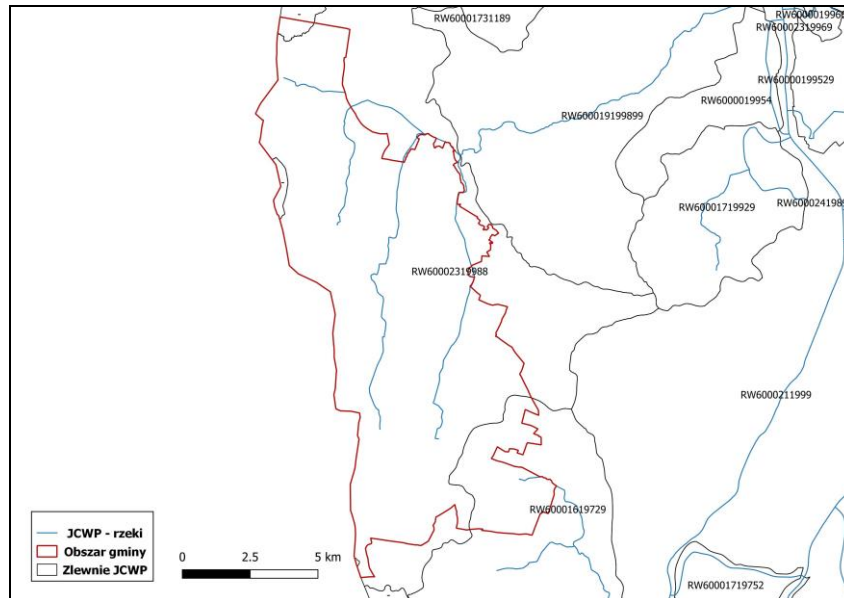 RW60001731189
RW6000019968
RW60002319969
RW60000199529
RW6000019954
RW600019199899
RW60001719929
RW600024198
RW60002319988
RW6000211999
RW60001619729
RW60001719752
JCWP - rzeki
Obszar gminy
Zlewnie JCWP
0 2.5 5 km